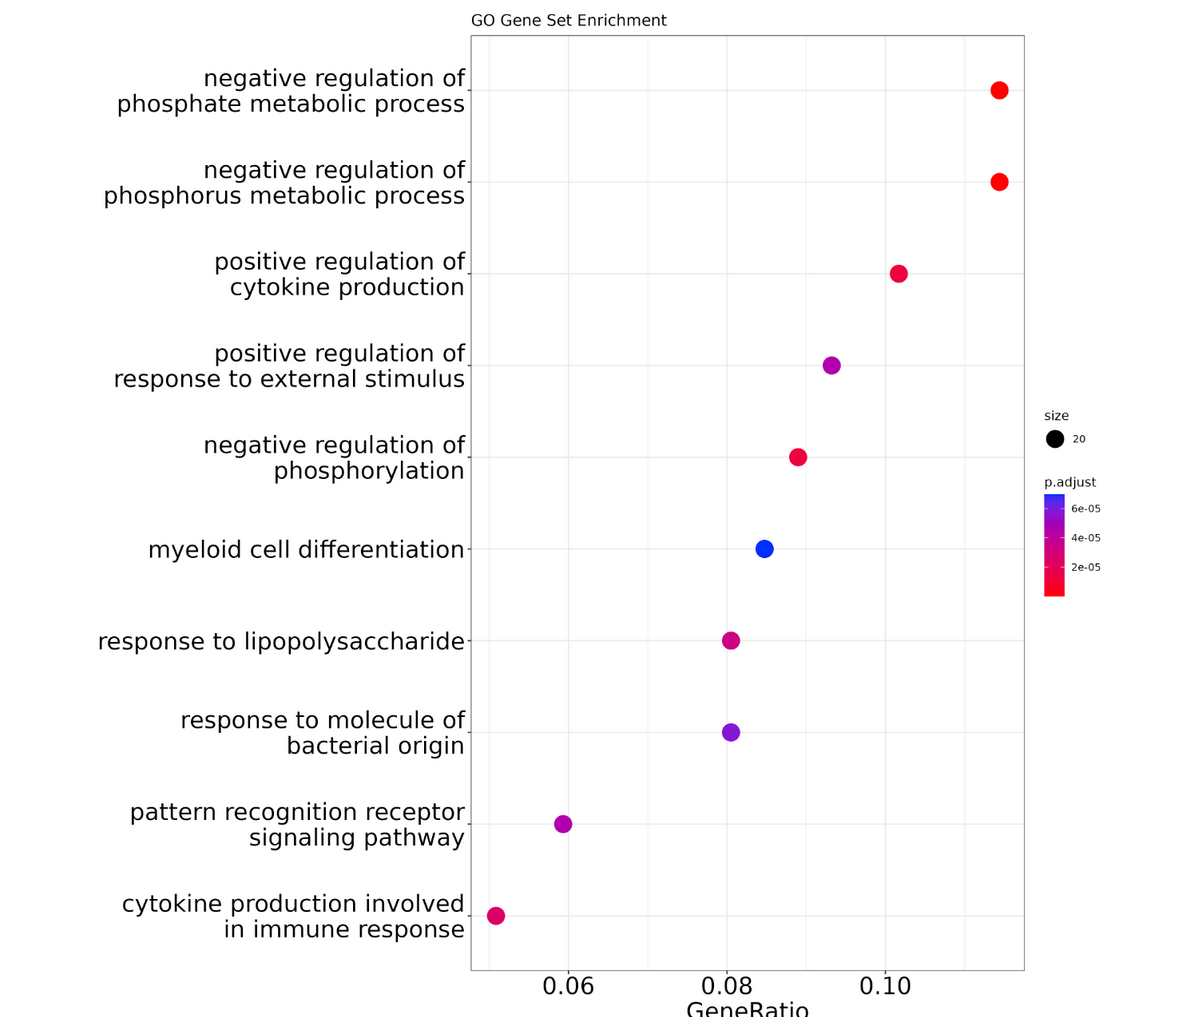 GO Gene Set Enrichment
negative regulation of
phosphate metabolic process
negative regulation of
phosphorus metabolic process
positive regulation of
cytokine production
positive regulation of
response to external stimulus
negative regulation of
phosphorylation
myeloid cell differentiation
response to lipopolysaccharide
response to molecule of
bacterial origin
pattern recognition receptor
signaling pathway
cytokine production involved
in immune response
0.06 0.08 0.10
GeneRatio
size
20
p.adjust
6e-05
4e-05
2e-05